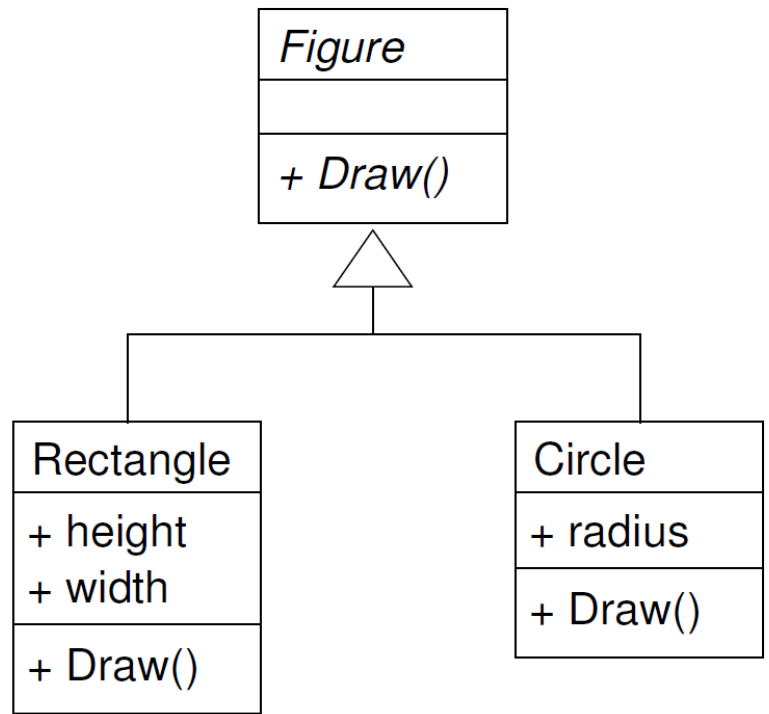 Figure
+ Draw()
Rectangle
+ height
+ width
+ Draw()
Circle
+ radius
+ Draw()